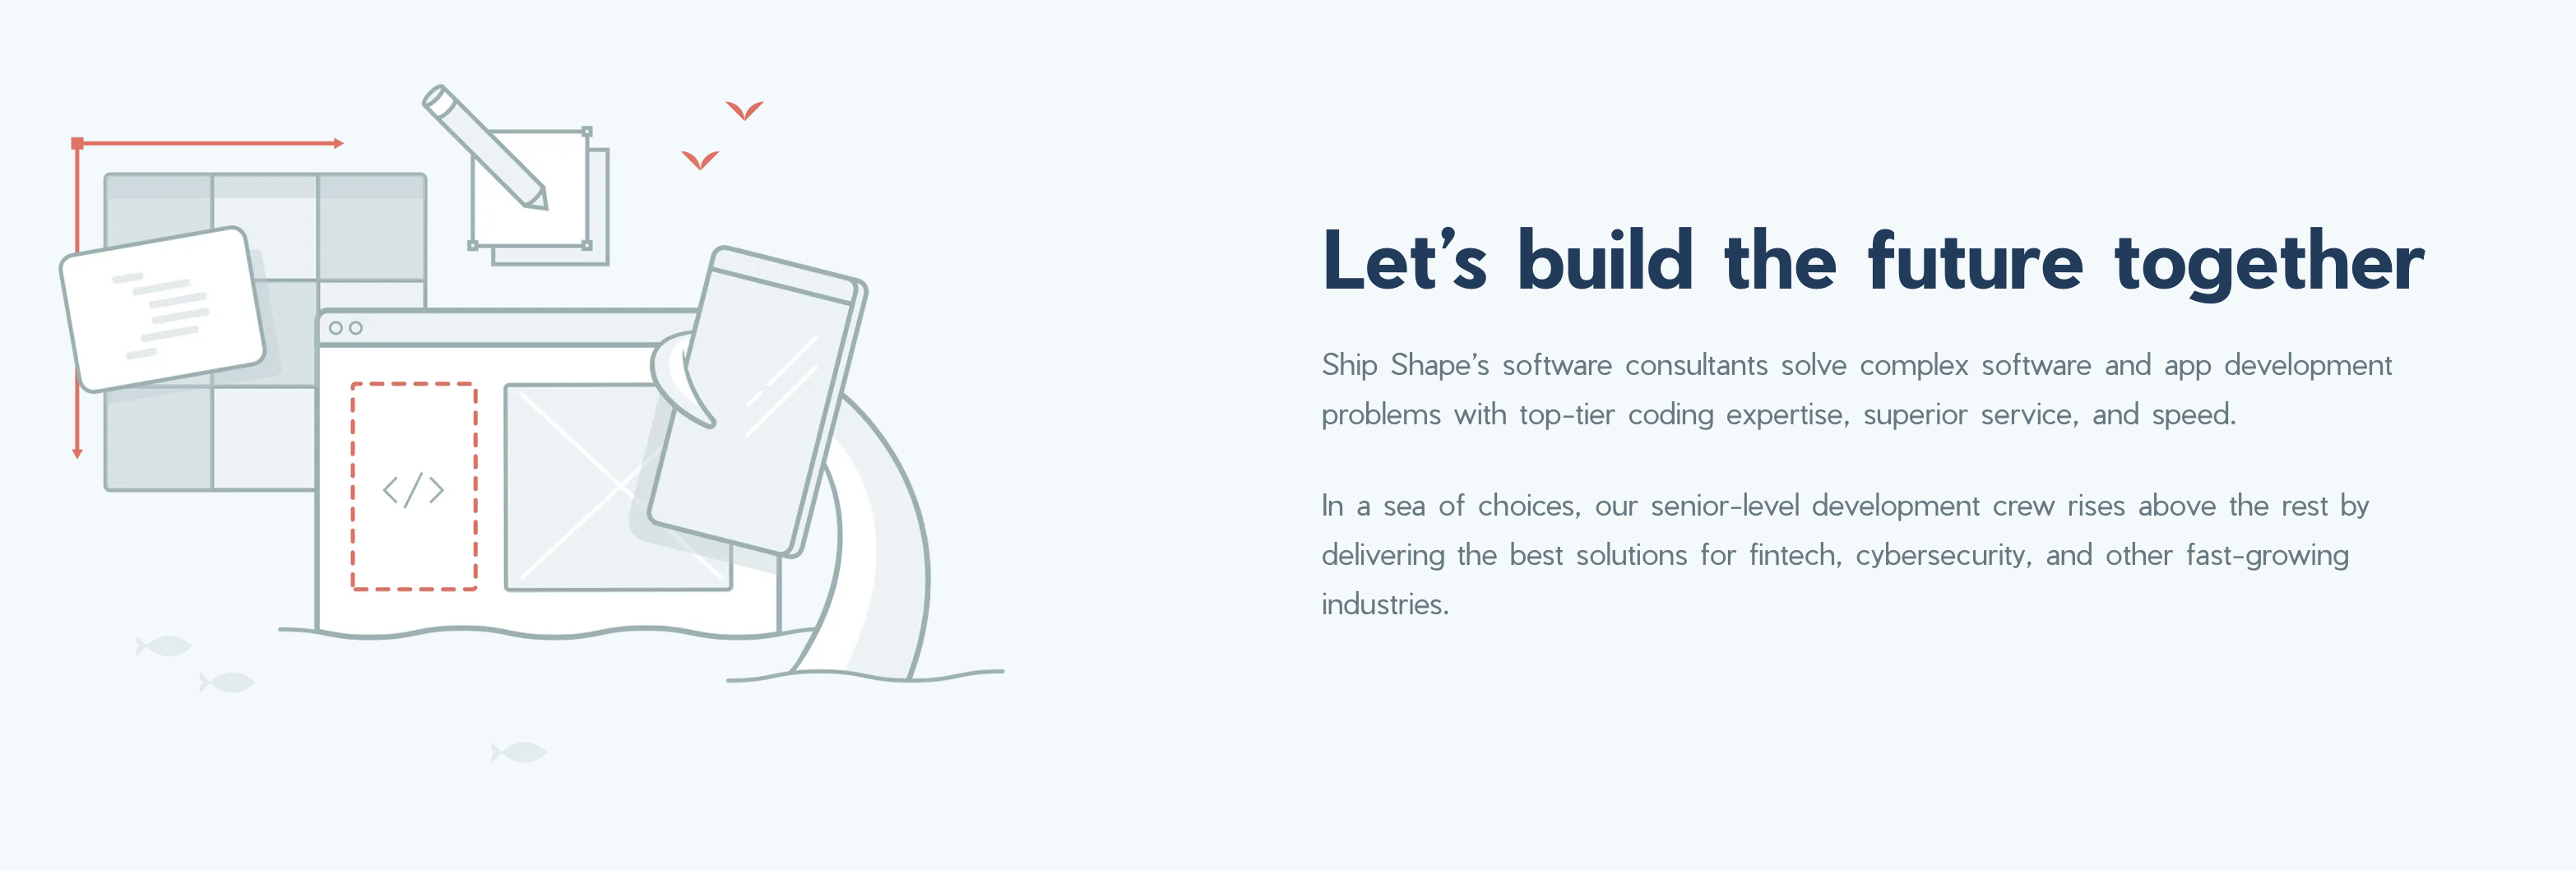 </>
Let’s build the future together
Ship Shape’s software consultants solve complex software and app development
problems with top-tier coding expertise, superior service, and speed.
In a sea of choices, our senior-level development crew rises above the rest by
delivering the best solutions for fintech, cybersecurity, and other fast-growing
industries.